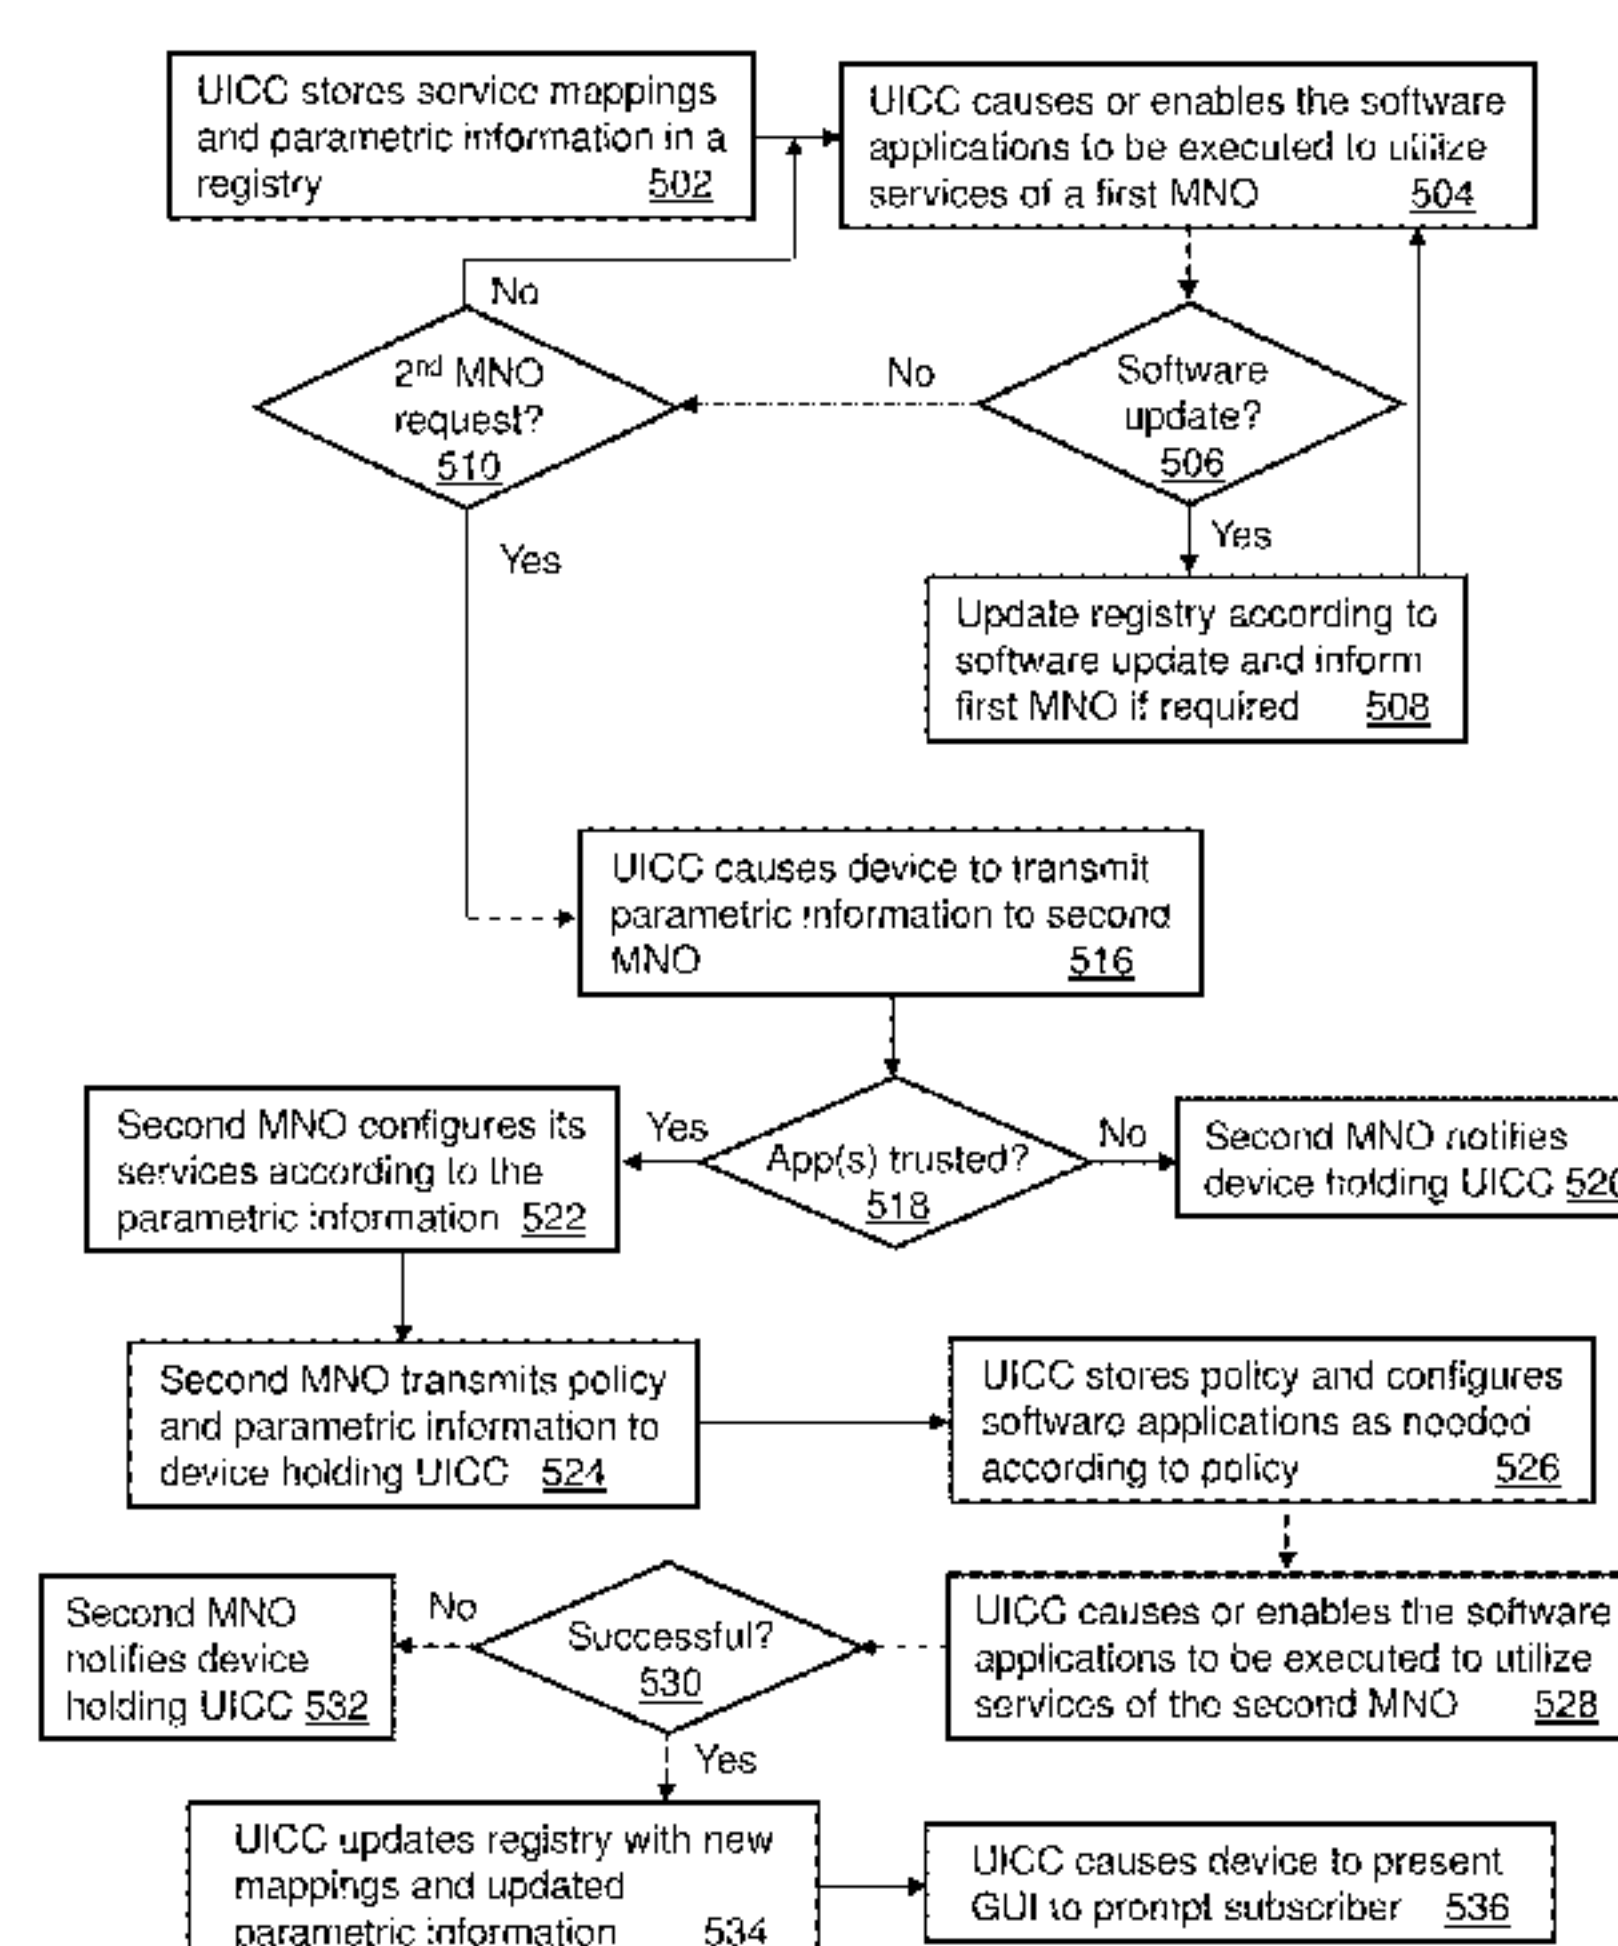 UICC stores service mappings
and parametric information in a
registry 502
UICC causes or enables the software
applications to be executed to utilize
services of a first MNO 504
No
2nd MNO
request?
510
No
Software
update?
506
Yes
Yes
Update registry according to
software update and inform
first MNO if required 508
UICC causes device to transmit
parametric information to second
MNO 516
Second MNO configures its
services according to the
parametric information 522
Yes
App(s) trusted?
518
No
Second MNO notifies
device holding UICC 520
Second MNO transmits policy
and parametric information to
device holding UICC 524
UICC stores policy and configures
software applications as needed
according to policy 526
Second MNO
notifies device
holding UICC 532
No
Successful?
530
UICC causes or enables the software
applications to be executed to utilize
services of the second MNO 528
Yes
UICC updates registry with new
mappings and updated
parametric information 534
UICC causes device to present
GUI to prompt subscriber 536